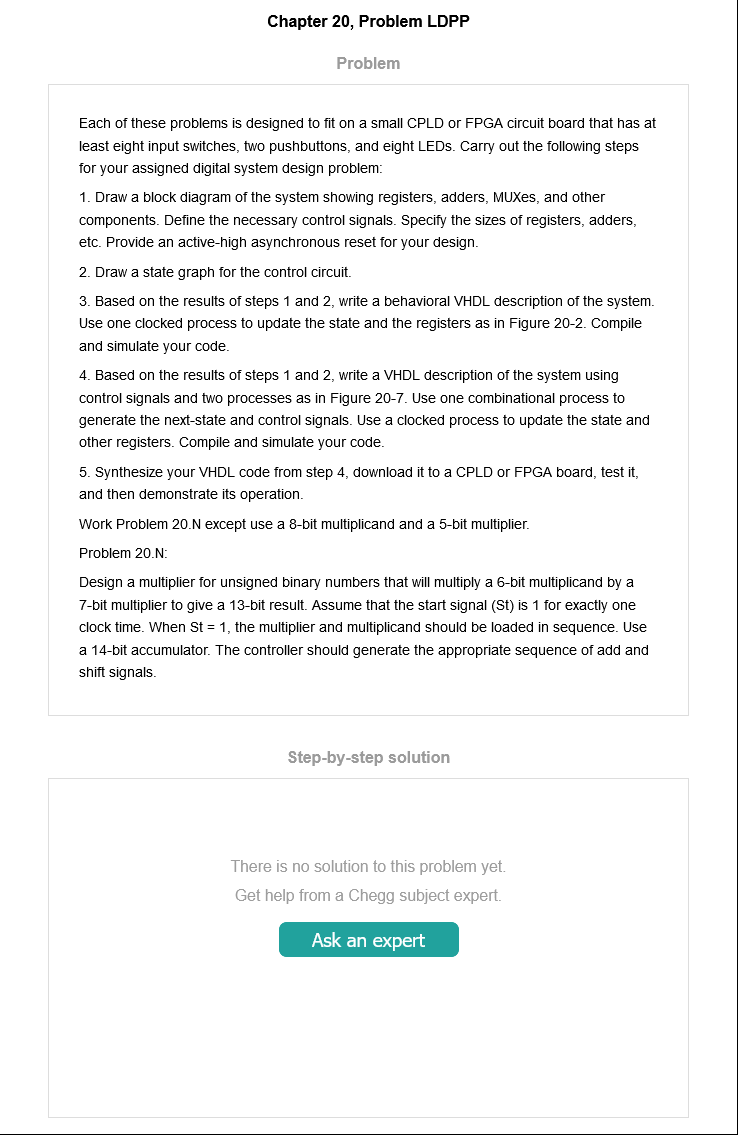 Chapter 20, Problem LDPP
Problem
Each of these problems is designed to fit on a small CPLD or FPGA circuit board that has at
least eight input switches, two pushbuttons, and eight LEDs. Carry out the following steps
for your assigned digital system design problem:
1. Draw a block diagram of the system showing registers, adders, MUXes, and other
components. Define the necessary control signals. Specify the sizes of registers, adders,
etc. Provide an active-high asynchronous reset for your design.
2. Draw a state graph for the control circuit.
3. Based on the results of steps 1 and 2, write a behavioral VHDL description of the system.
Use one clocked process to update the state and the registers as in Figure 20-2. Compile
and simulate your code.
4. Based on the results of steps 1 and 2, write a VHDL description of the system using
control signals and two processes as in Figure 20-7. Use one combinational process to
generate the next-state and control signals. Use a clocked process to update the state and
other registers. Compile and simulate your code.
5. Synthesize your VHDL code from step 4, download it to a CPLD or FPGA board, test it,
and then demonstrate its operation.
Work Problem 20.N except use a 8-bit multiplicand and a 5-bit multiplier.
Problem 20.N:
Design a multiplier for unsigned binary numbers that will multiply a 6-bit multiplicand by a
7-bit multiplier to give a 13-bit result. Assume that the start signal (St) is 1 for exactly one
clock time. When St = 1, the multiplier and multiplicand should be loaded in sequence. Use
a 14-bit accumulator. The controller should generate the appropriate sequence of add and
shift signals.
Step-by-step solution
There is no solution to this problem yet.
Get help from a Chegg subject expert.
Ask an expert